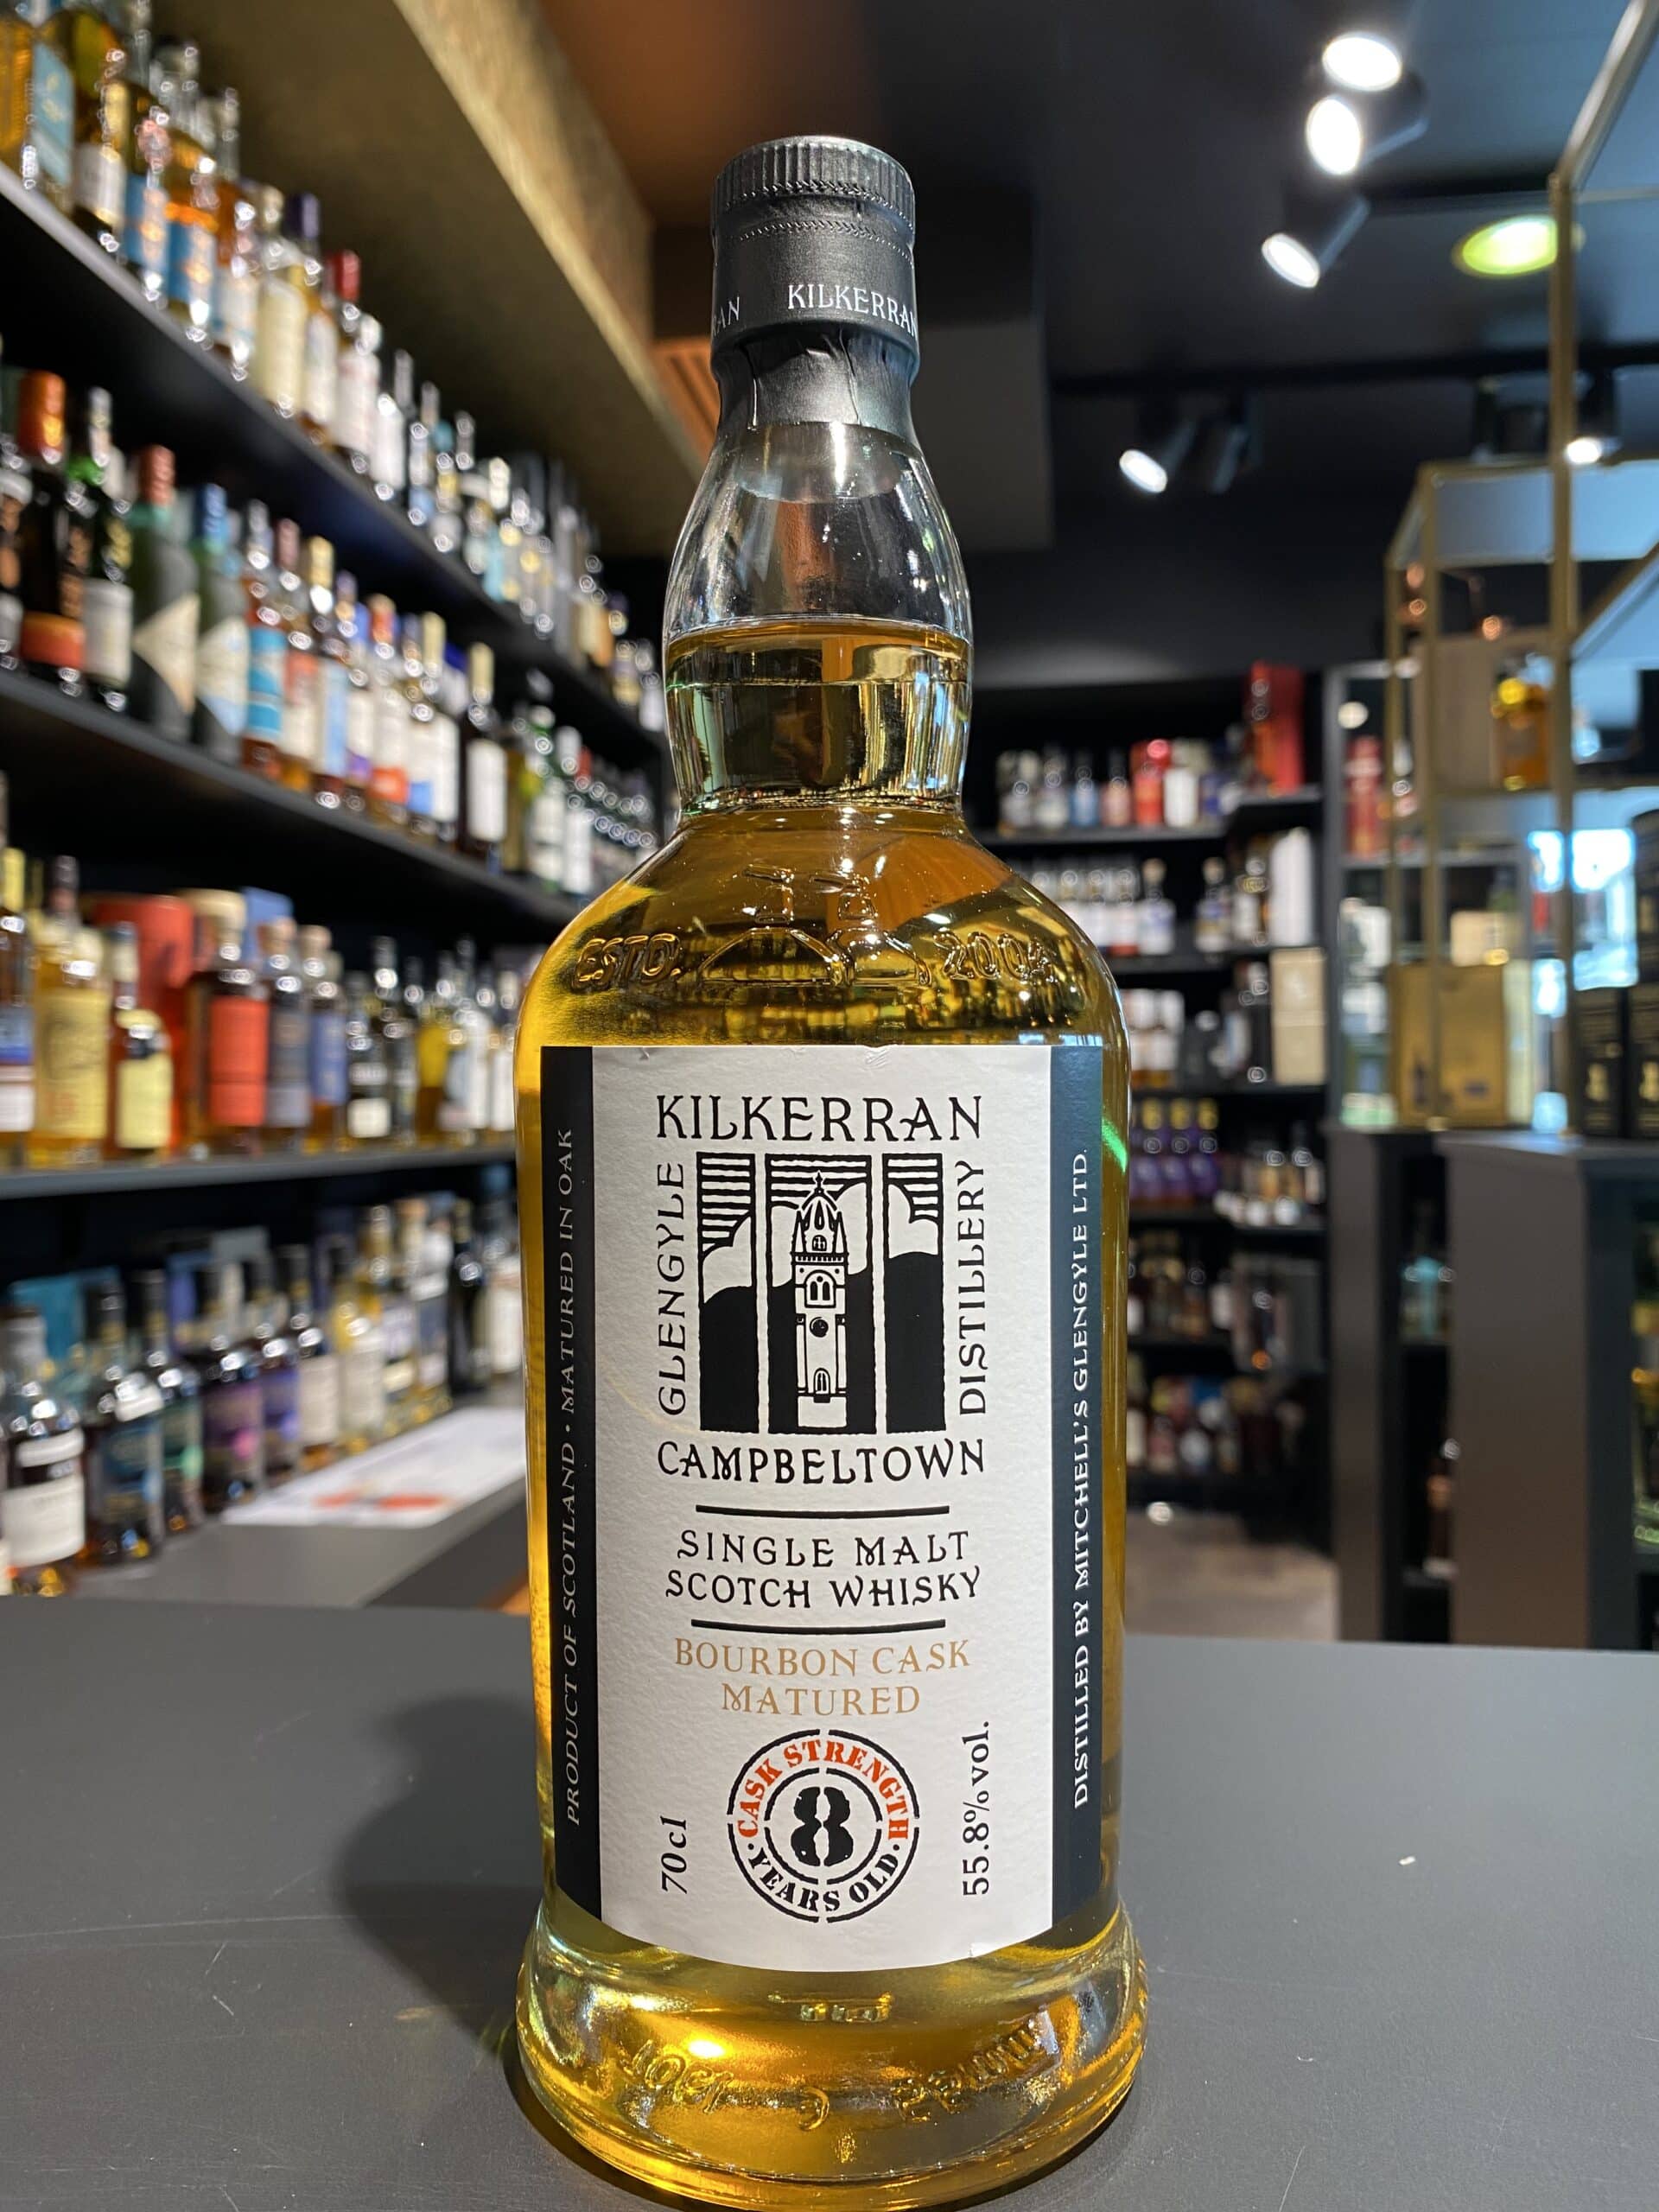 KILKERRAN
ESTD. 2004
KILKERRAN
GLENGYLE
DISTILLERY
CAMPBELTOWN
SINGLE MALT
SCOTCH WHISKY
BOURBON CASK
MATURED
CASK STRENGTH
8
YEARS OLD
70cl
55.8% vol.
PRODUCT OF SCOTLAND • MATURED IN OAK
DISTILLED BY MITCHELL'S GLENGYLE LTD.